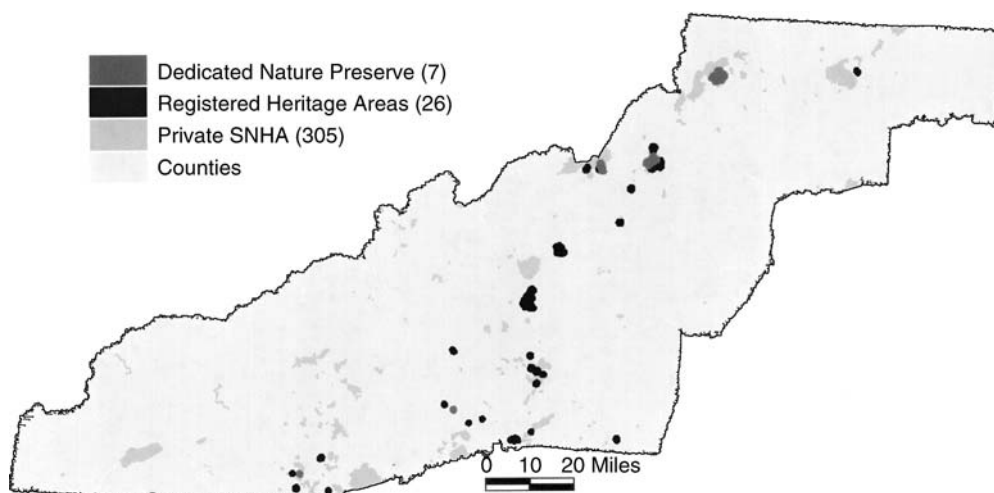 Dedicated Nature Preserve (7)
Registered Heritage Areas (26)
Private SNHA (305)
Counties
0 10 20 Miles